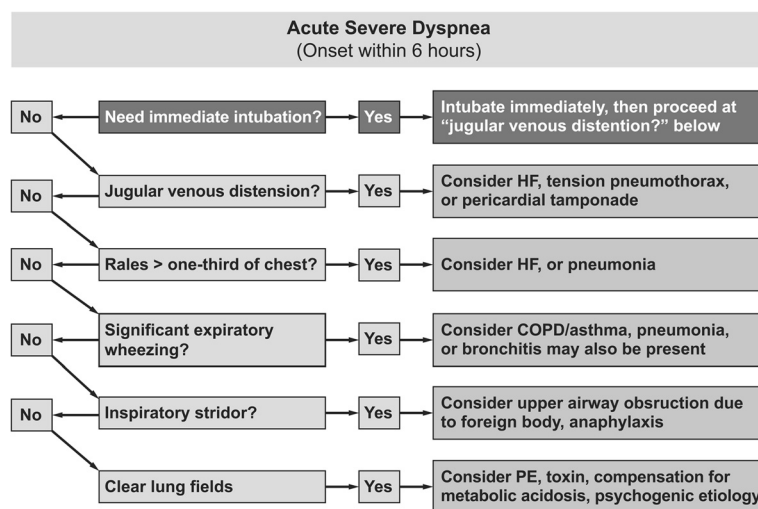 Acute Severe Dyspnea
(Onset within 6 hours)
No
Need immediate intubation?
Yes
Intubate immediately, then proceed at
“jugular venous distention?” below
No
Jugular venous distension?
Yes
Consider HF, tension pneumothorax,
or pericardial tamponade
No
Rales > one-third of chest?
Yes
Consider HF, or pneumonia
No
Significant expiratory
wheezing?
Yes
Consider COPD/asthma, pneumonia,
or bronchitis may also be present
No
Inspiratory stridor?
Yes
Consider upper airway obsruction due
to foreign body, anaphylaxis
Clear lung fields
Yes
Consider PE, toxin, compensation for
metabolic acidosis, psychogenic etiology